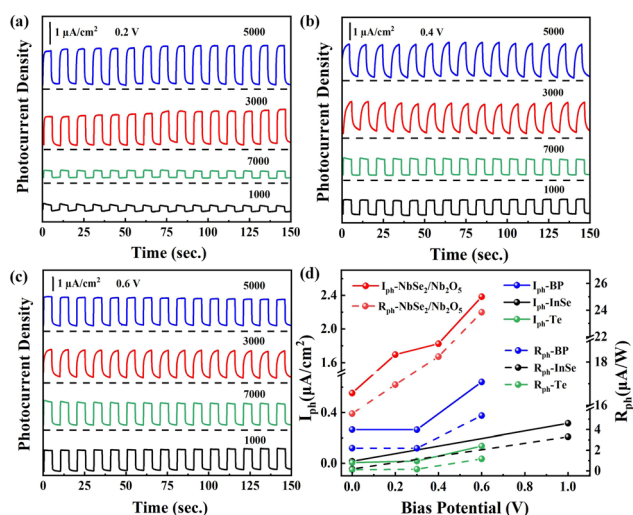 (a)
1 µA/cm² 0.2 V 5000
3000
7000
1000
Photocurrent Density
0 25 50 75 100 125 150
Time (sec.)
(b)
1 µA/cm² 0.4 V 5000
3000
7000
1000
Photocurrent Density
0 25 50 75 100 125 150
Time (sec.)
(c)
1 µA/cm² 0.6 V 5000
3000
7000
1000
Photocurrent Density
0 25 50 75 100 125 150
Time (sec.)
(d)
Iph-NbSe₂/Nb₂O₅
Rph-NbSe₂/Nb₂O₅
Iph-BP
Iph-InSe
Iph-Te
Rph-BP
Rph-InSe
Rph-Te
Iph(µA/cm²)
2.4
2.0
1.6
0.4
0.0
Rph(µA/W)
26
24
22
18
16
4
2
0
0.0 0.2 0.4 0.6 0.8 1.0
Bias Potential (V)